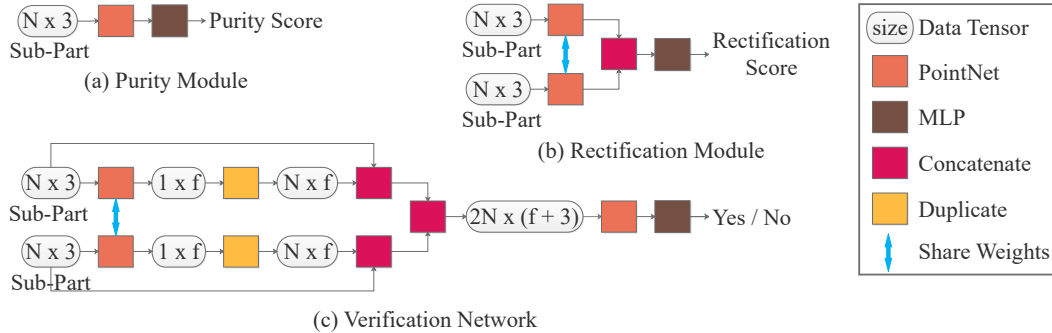 N x 3
Purity Score
Sub-Part
(a) Purity Module
N x 3
Sub-Part
N x 3
Sub-Part
Rectification
Score
(b) Rectification Module
N x 3
1 x f
N x f
Sub-Part
N x 3
1 x f
N x f
Sub-Part
2N x (f + 3)
Yes / No
(c) Verification Network
size
Data Tensor
PointNet
MLP
Concatenate
Duplicate
Share Weights